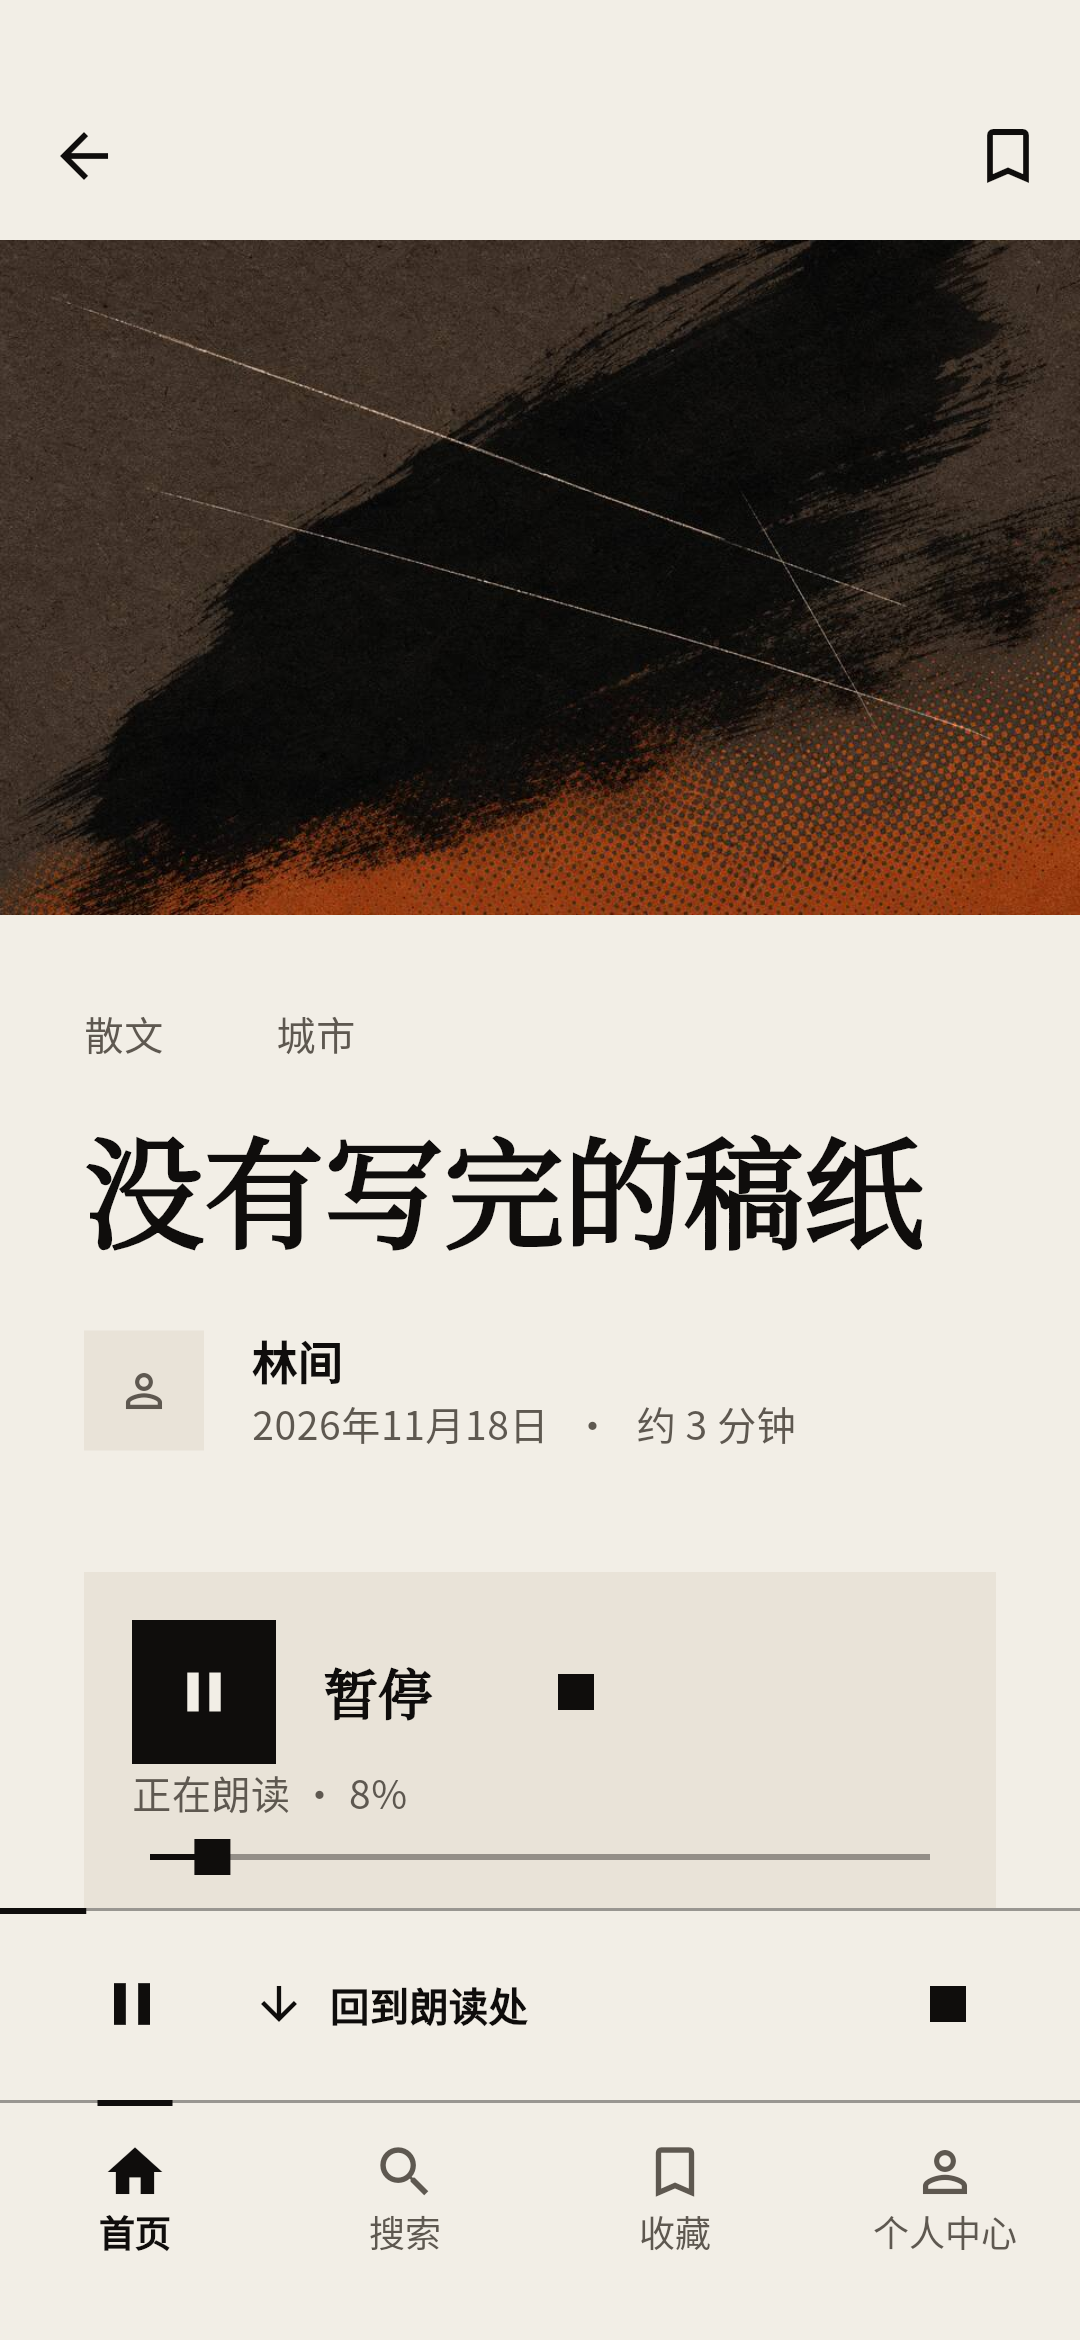 散文 城市
没有写完的稿纸
林间
2026年11月18日 · 约 3 分钟
暂停
正在朗读 · 8%
回到朗读处
首页 搜索 收藏 个人中心